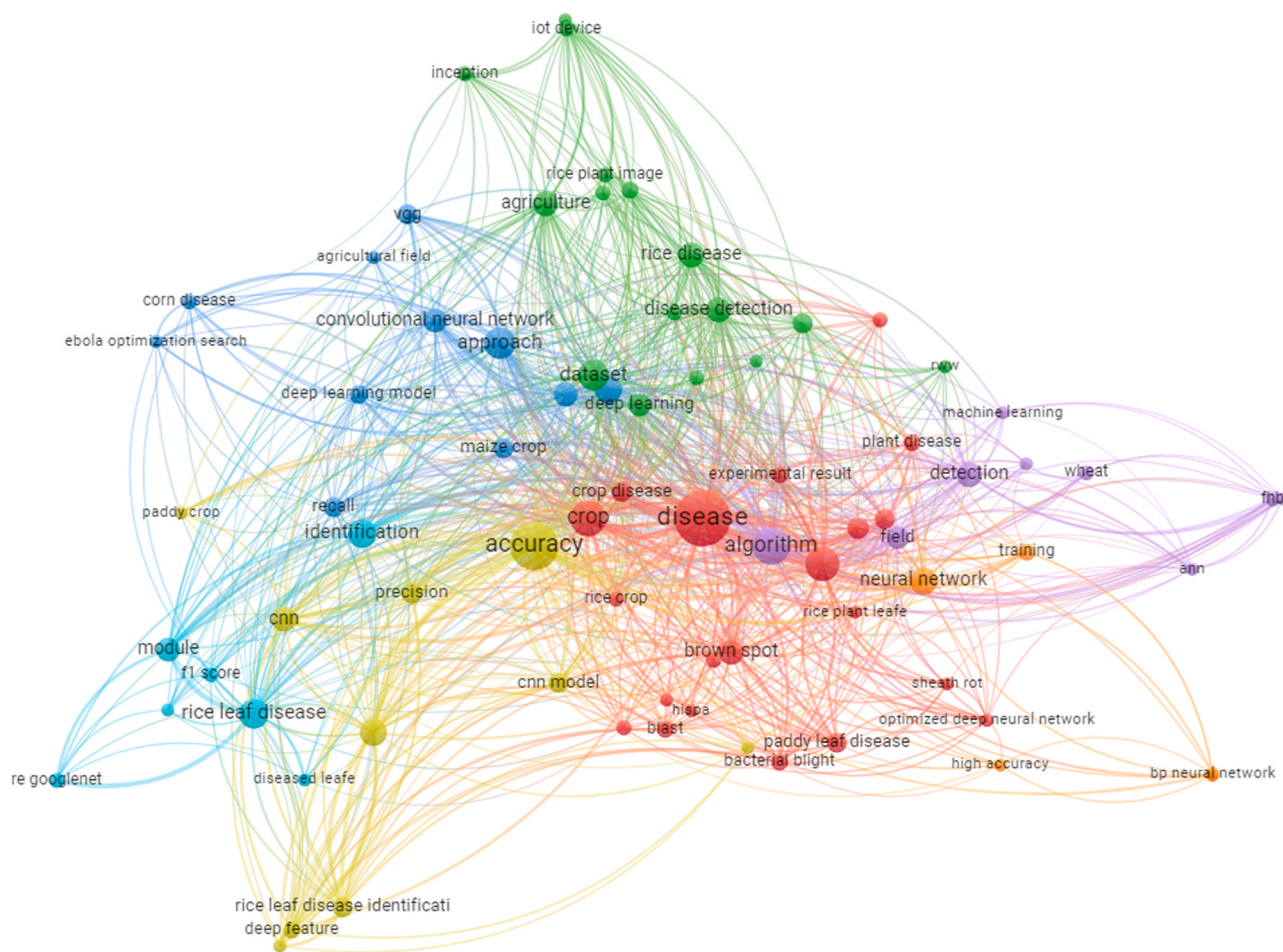 iot device
inception
rice plant image
agriculture
vgg
agricultural field
rice disease
corn disease
disease detection
convolutional neural network
ebola optimization search
approach
rww
dataset
deep learning model
deep learning
machine learning
plant disease
maize crop
experimental result
detection
wheat
crop disease
fhb
recall
paddy crop
crop
disease
identification
accuracy
algorithm
field
training
ann
neural network
precision
rice crop
rice plant leafe
cnn
module
brown spot
f1 score
cnn model
sheath rot
rice leaf disease
hispa
optimized deep neural network
blast
paddy leaf disease
bacterial blight
high accuracy
bp neural network
re googlenet
diseased leafe
rice leaf disease identificati
deep feature